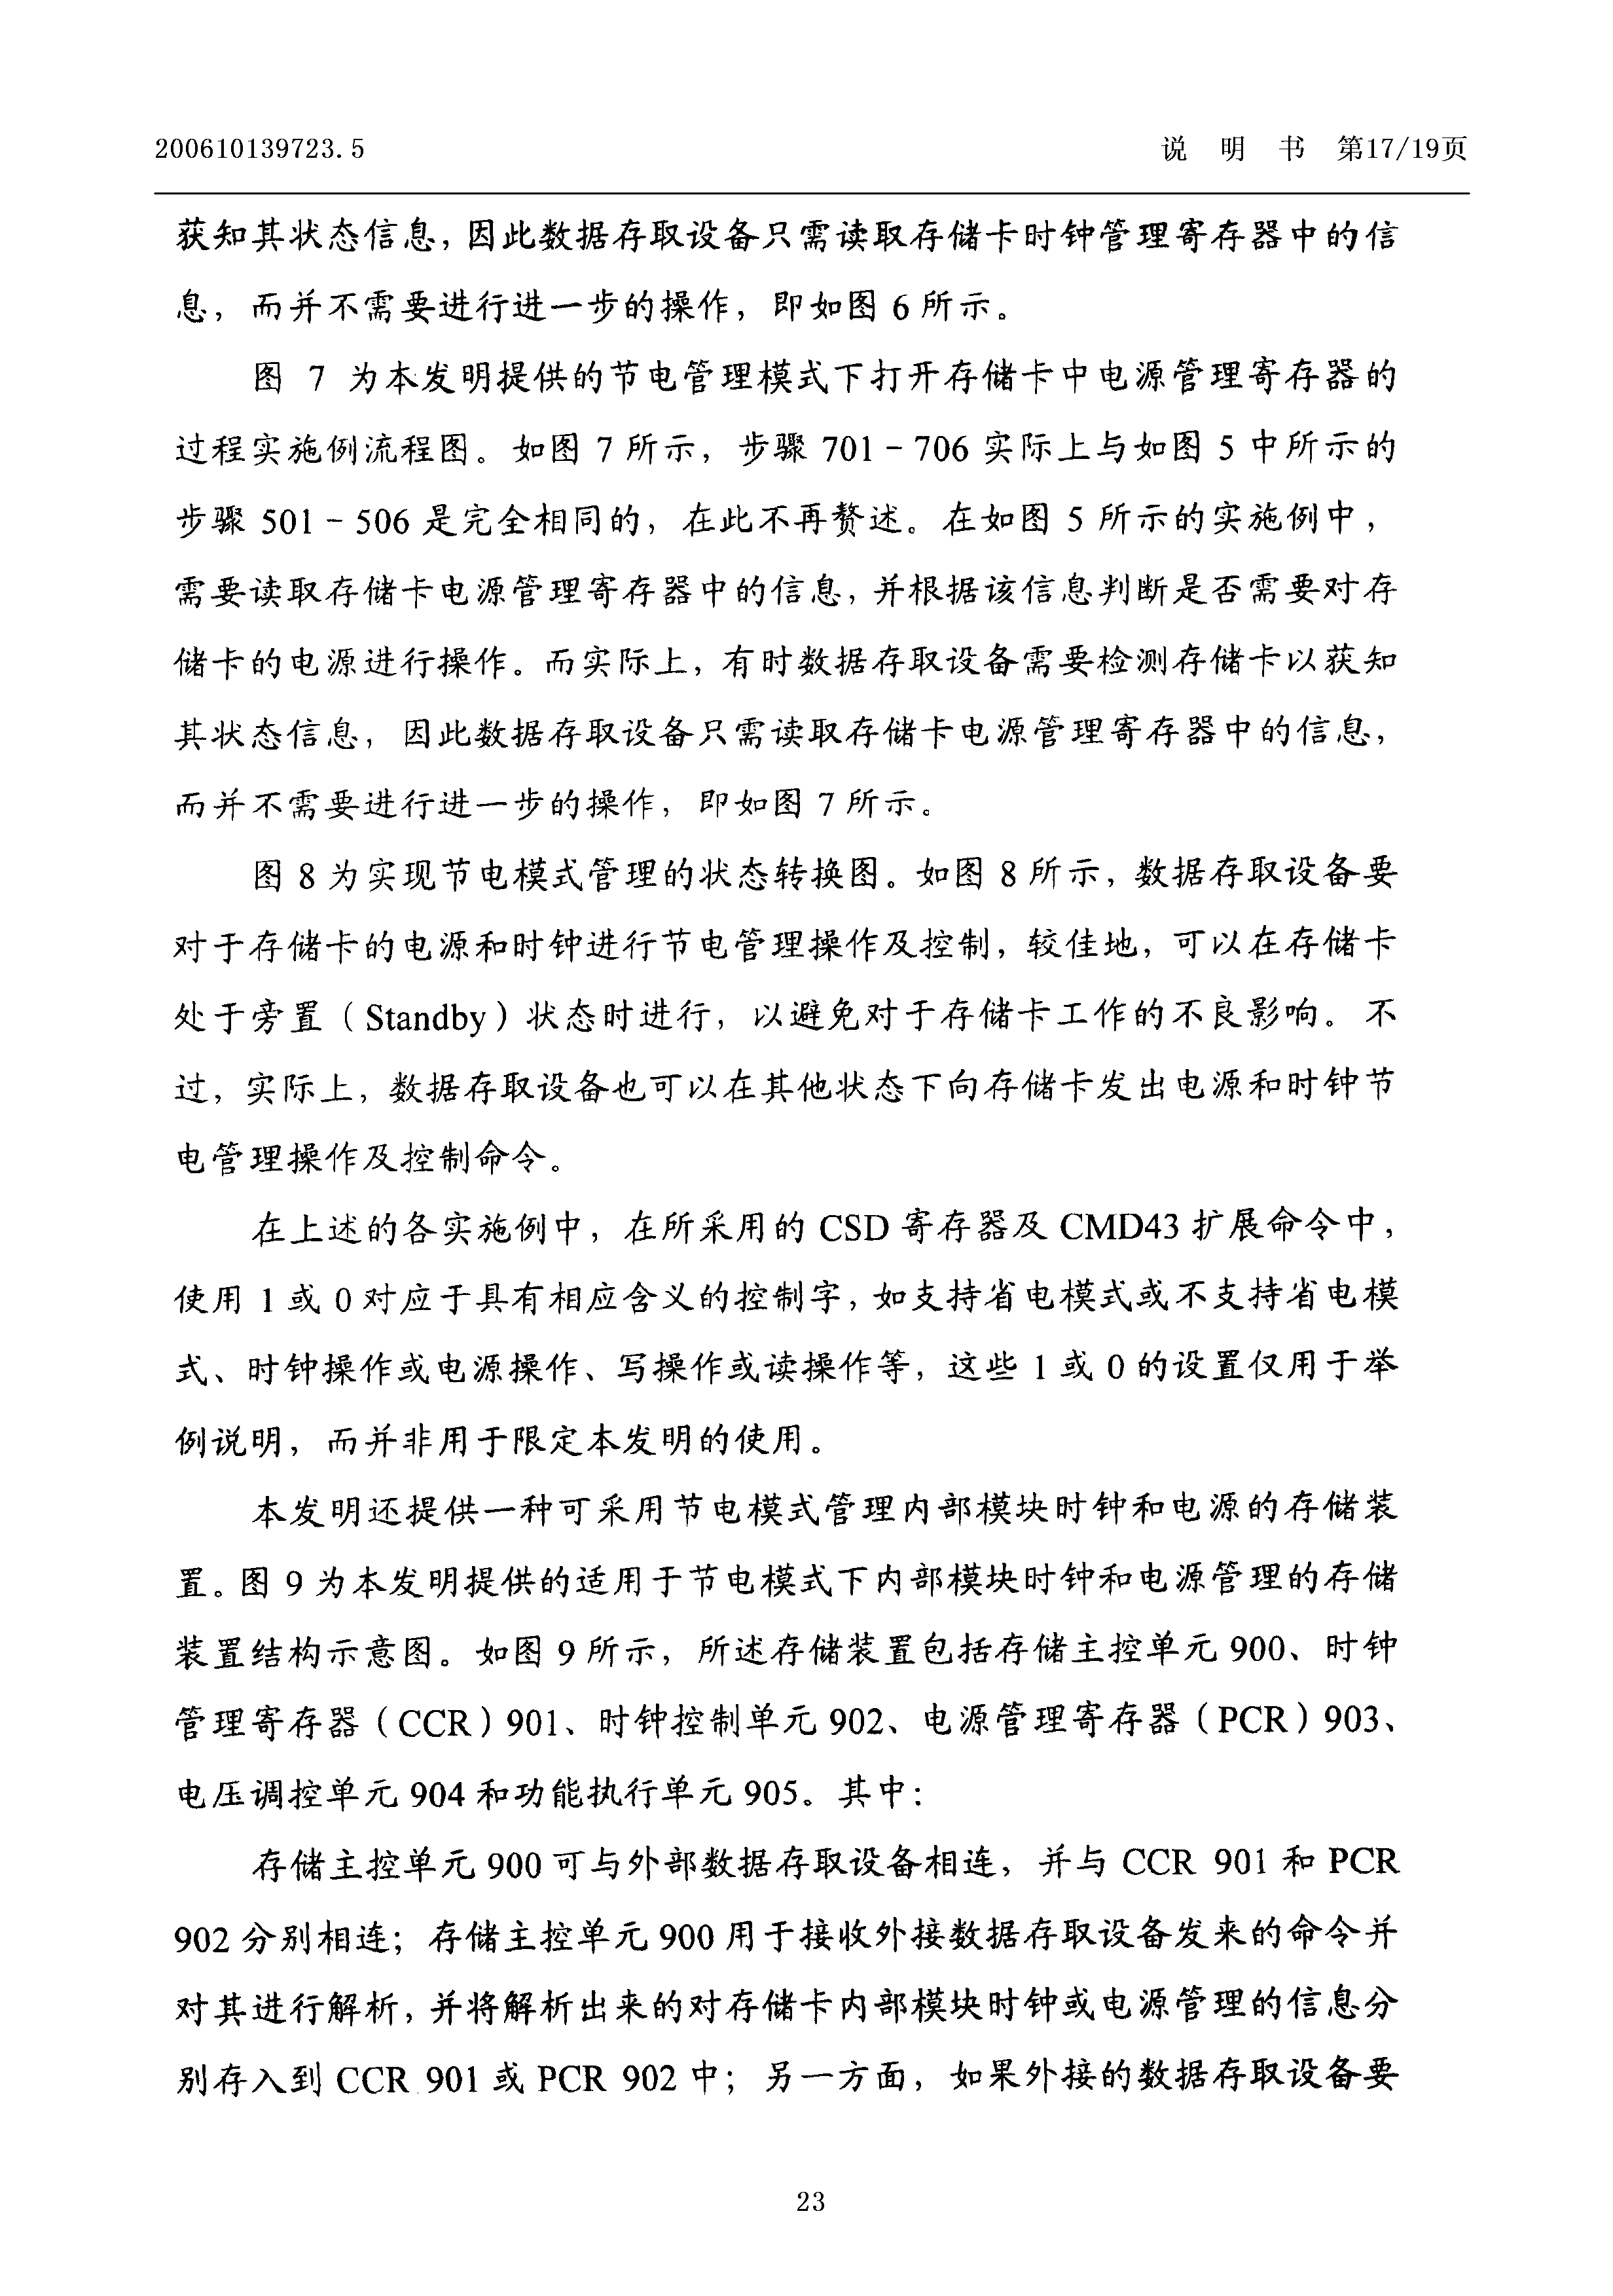 200610139723.5
说 明 书 第17/19页
获知其状态信息，因此数据存取设备只需读取存储卡时钟管理寄存器中的信
息，而并不需要进行进一步的操作，即如图 6 所示。
图 7 为本发明提供的节电管理模式下打开存储卡中电源管理寄存器的
过程实施例流程图。如图 7 所示，步骤 701－706 实际上与如图 5 中所示的
步骤 501－506 是完全相同的，在此不再赘述。在如图 5 所示的实施例中，
需要读取存储卡电源管理寄存器中的信息，并根据该信息判断是否需要对存
储卡的电源进行操作。而实际上，有时数据存取设备需要检测存储卡以获知
其状态信息，因此数据存取设备只需读取存储卡电源管理寄存器中的信息，
而并不需要进行进一步的操作，即如图 7 所示。
图 8 为实现节电模式管理的状态转换图。如图 8 所示，数据存取设备要
对于存储卡的电源和时钟进行节电管理操作及控制，较佳地，可以在存储卡
处于旁置（Standby）状态时进行，以避免对于存储卡工作的不良影响。不
过，实际上，数据存取设备也可以在其他状态下向存储卡发出电源和时钟节
电管理操作及控制命令。
在上述的各实施例中，在所采用的 CSD 寄存器及 CMD43 扩展命令中，
使用 1 或 0 对应于具有相应含义的控制字，如支持省电模式或不支持省电模
式、时钟操作或电源操作、写操作或读操作等，这些 1 或 0 的设置仅用于举
例说明，而并非用于限定本发明的使用。
本发明还提供一种可采用节电模式管理内部模块时钟和电源的存储装
置。图 9 为本发明提供的适用于节电模式下内部模块时钟和电源管理的存储
装置结构示意图。如图 9 所示，所述存储装置包括存储主控单元 900、时钟
管理寄存器（CCR）901、时钟控制单元 902、电源管理寄存器（PCR）903、
电压调控单元 904 和功能执行单元 905。其中：
存储主控单元 900 可与外部数据存取设备相连，并与 CCR 901 和 PCR
902 分别相连；存储主控单元 900 用于接收外接数据存取设备发来的命令并
对其进行解析，并将解析出来的对存储卡内部模块时钟或电源管理的信息分
别存入到 CCR 901 或 PCR 902 中；另一方面，如果外接的数据存取设备要
23